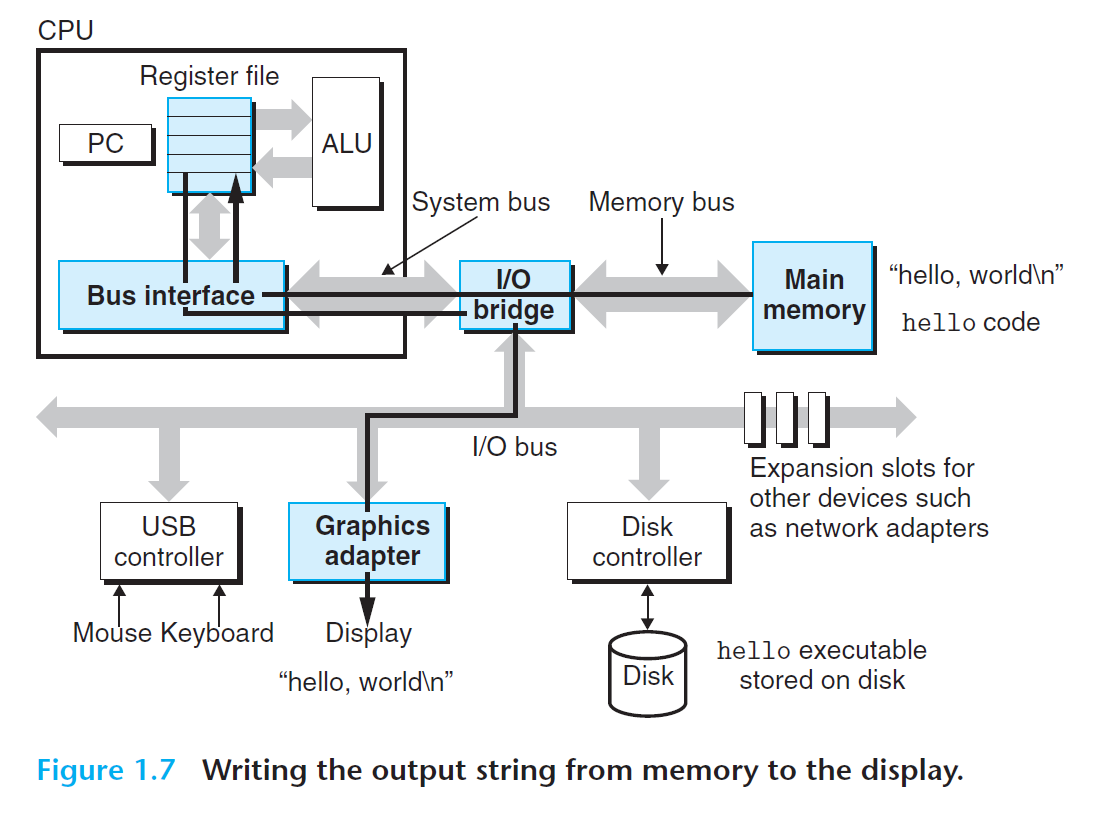 CPU
Register file
PC
ALU
System bus
Memory bus
Bus interface
I/O
bridge
Main
memory
“hello, world\n”
hello code
I/O bus
Expansion slots for
other devices such
as network adapters
USB
controller
Graphics
adapter
Disk
controller
Mouse Keyboard
Display
“hello, world\n”
Disk
hello executable
stored on disk
Figure 1.7 Writing the output string from memory to the display.